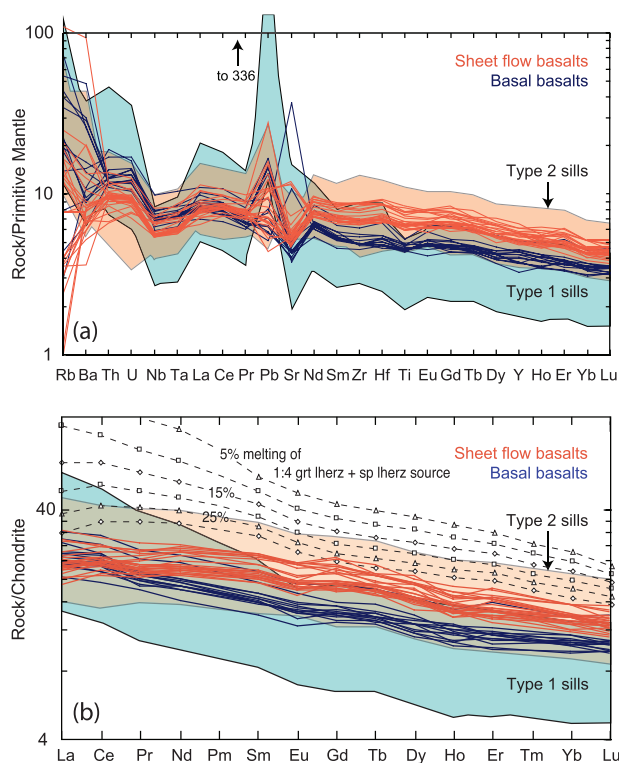 100
Sheet flow basalts
Basal basalts
to 336
Rock/Primitive Mantle
Type 2 sills
10
Type 1 sills
(a)
1
Rb Ba Th U Nb Ta La Ce Pr Pb Sr Nd Sm Zr Hf Ti Eu Gd Tb Dy Y Ho Er Yb Lu
5% melting of
1:4 grt lherz + sp lherz source
Sheet flow basalts
Basal basalts
15%
40
25%
Type 2 sills
Rock/Chondrite
Type 1 sills
(b)
4
La Ce Pr Nd Pm Sm Eu Gd Tb Dy Ho Er Tm Yb Lu